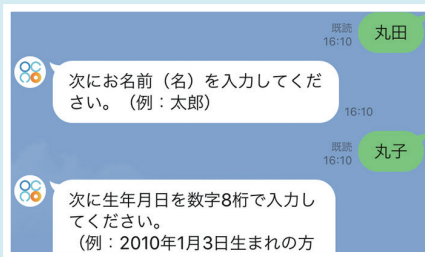 既読
16:10
丸田
次にお名前（名）を入力してくだ
さい。（例：太郎）
16:10
既読
16:10
丸子
次に生年月日を数字8桁で入力し
てください。
（例：2010年1月3日生まれの方